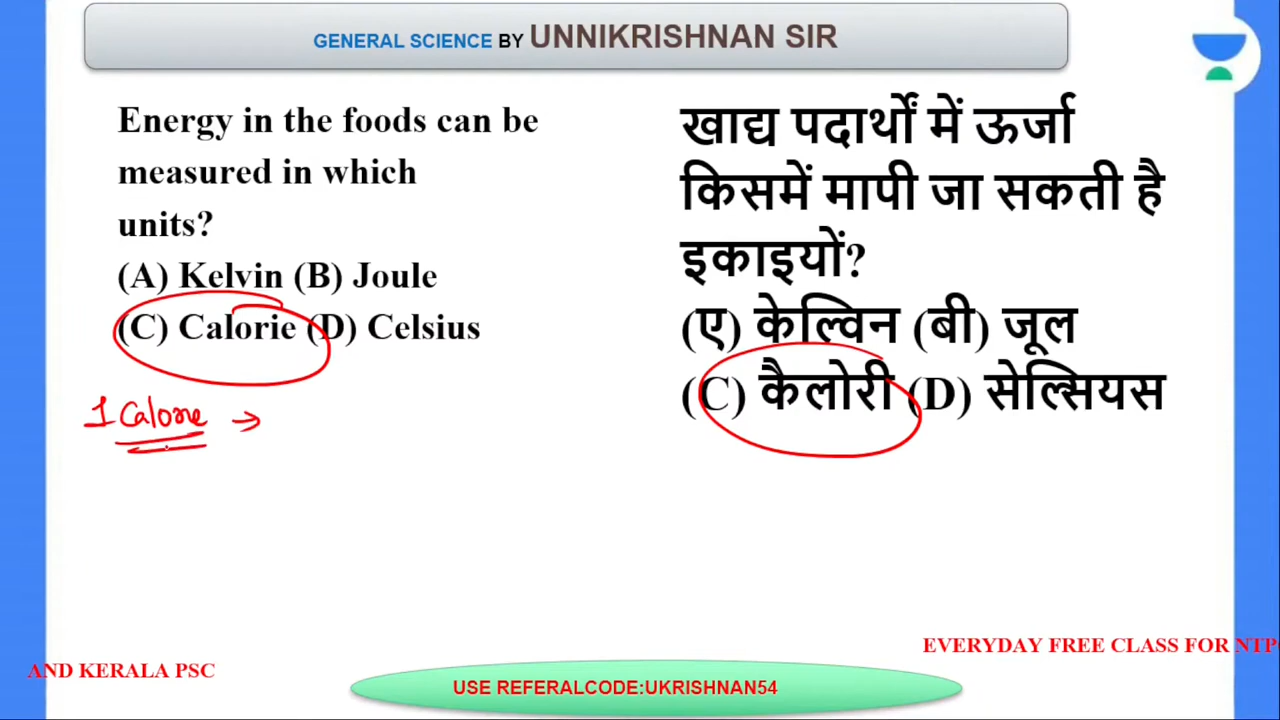 GENERAL SCIENCE BY UNNIKRISHNAN SIR
Energy in the foods can be
measured in which
units?
(A) Kelvin (B) Joule
(C) Calorie (D) Celsius
1 Calorie →
खाद्य पदार्थों में ऊर्जा
किसमें मापी जा सकती है
इकाइयों?
(ए) केल्विन (बी) जूल
(C) कैलोरी (D) सेल्सियस
EVERYDAY FREE CLASS FOR NTP
AND KERALA PSC
USE REFERALCODE:UKRISHNAN54